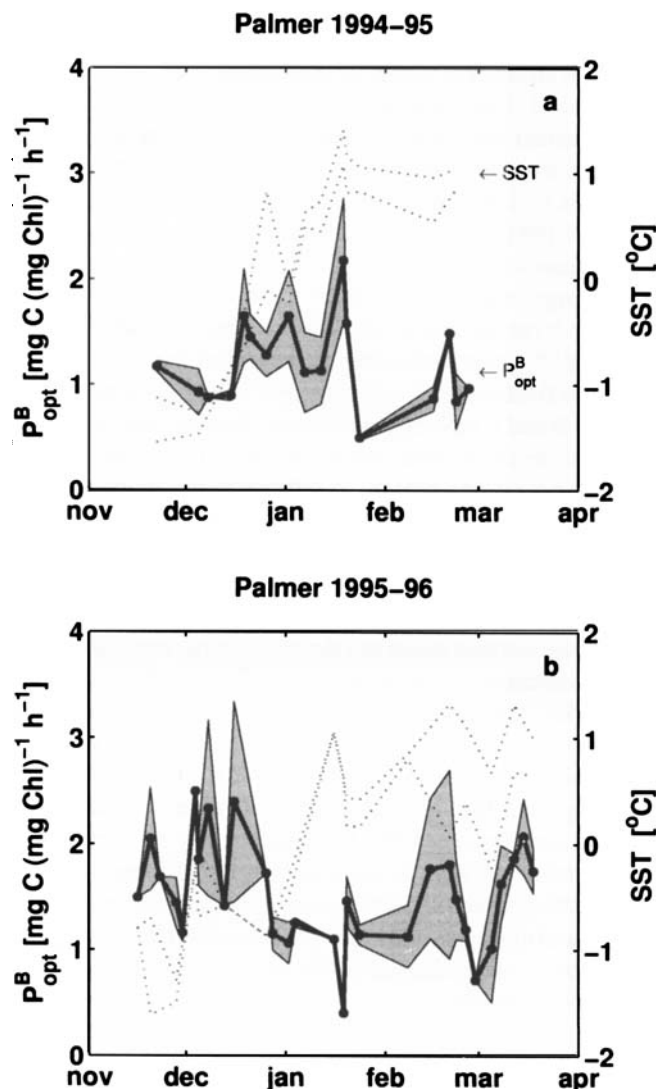 Palmer 1994–95
a
P^B_opt [mg C (mg Chl)^−1 h^−1]
SST [°C]
4
3
2
1
0
2
1
0
−1
−2
← SST
← P^B_opt
nov dec jan feb mar apr
Palmer 1995–96
b
P^B_opt [mg C (mg Chl)^−1 h^−1]
SST [°C]
4
3
2
1
0
2
1
0
−1
−2
nov dec jan feb mar apr